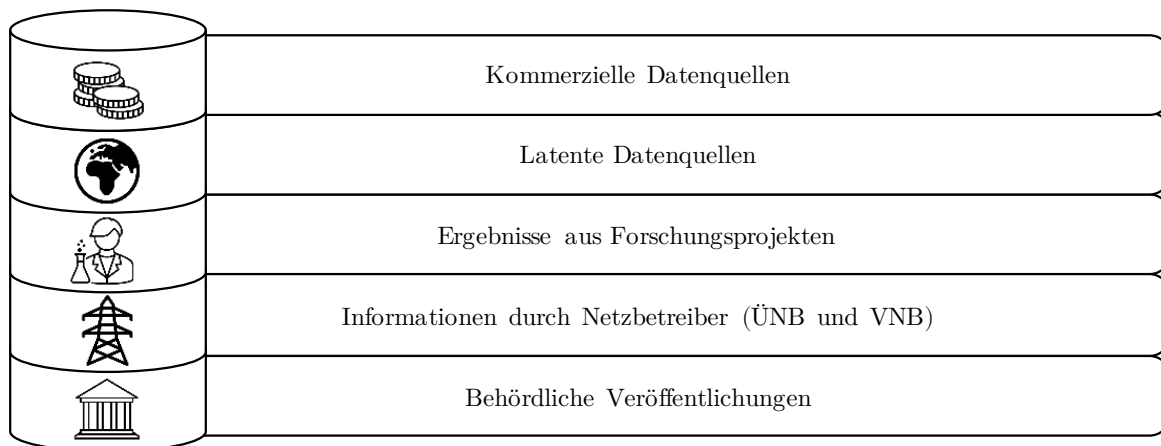 Kommerzielle Datenquellen
Latente Datenquellen
Ergebnisse aus Forschungsprojekten
Informationen durch Netzbetreiber (ÜNB und VNB)
Behördliche Veröffentlichungen